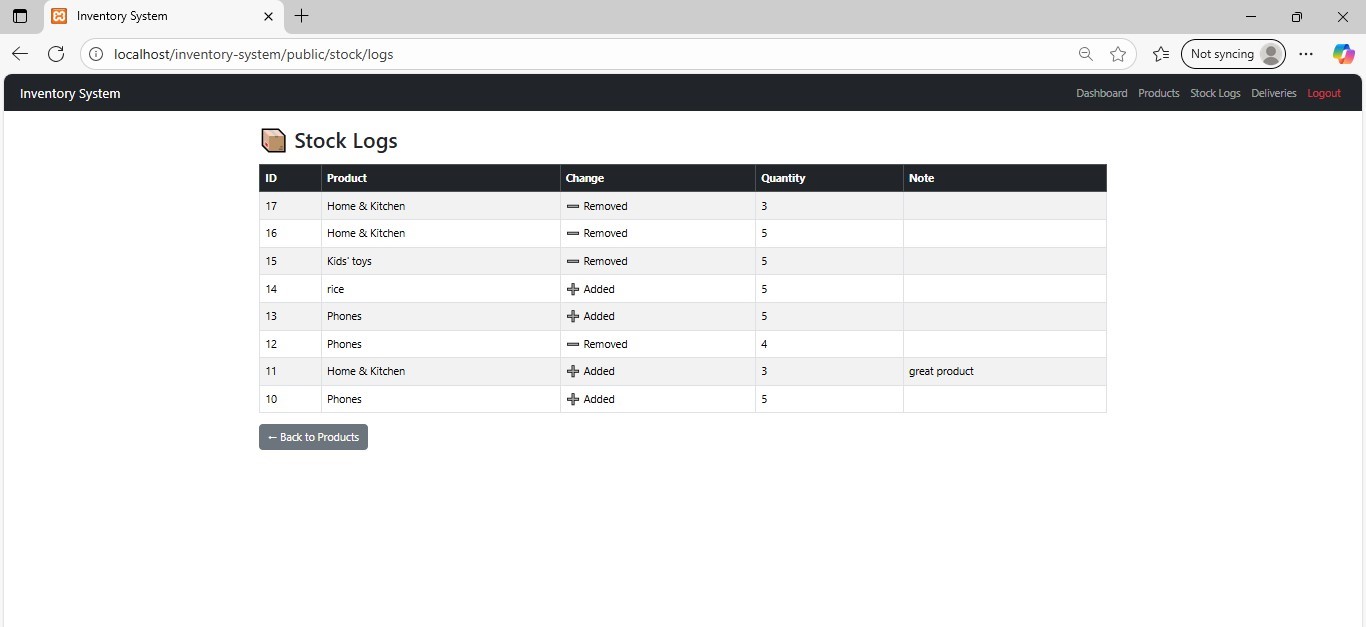 Inventory System
localhost/inventory-system/public/stock/logs
Not syncing
Inventory System Dashboard Products Stock Logs Deliveries Logout
Stock Logs
ID Product Change Quantity Note
17 Home & Kitchen ➖ Removed 3
16 Home & Kitchen ➖ Removed 5
15 Kids' toys ➖ Removed 5
14 rice ➕ Added 5
13 Phones ➕ Added 5
12 Phones ➖ Removed 4
11 Home & Kitchen ➕ Added 3 great product
10 Phones ➕ Added 5
← Back to Products